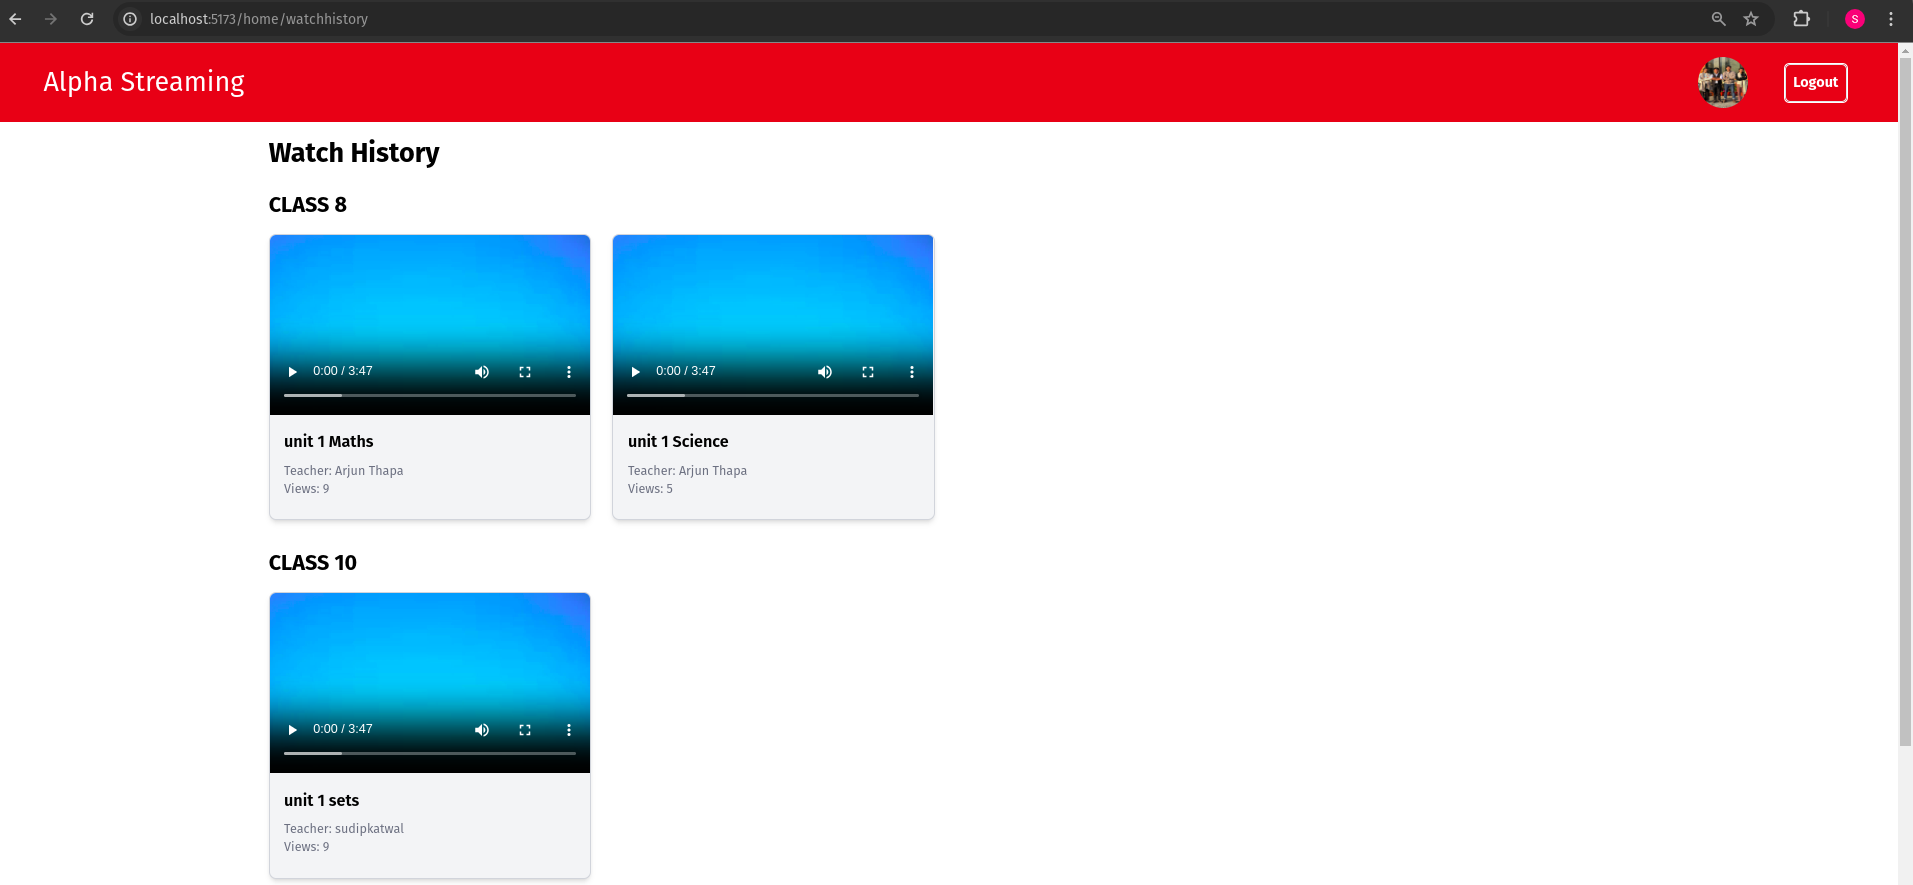 localhost:5173/home/watchhistory
S
Alpha Streaming
Logout
Watch History
CLASS 8
0:00 / 3:47
0:00 / 3:47
unit 1 Maths
Teacher: Arjun Thapa
Views: 9
unit 1 Science
Teacher: Arjun Thapa
Views: 5
CLASS 10
0:00 / 3:47
unit 1 sets
Teacher: sudipkatwal
Views: 9